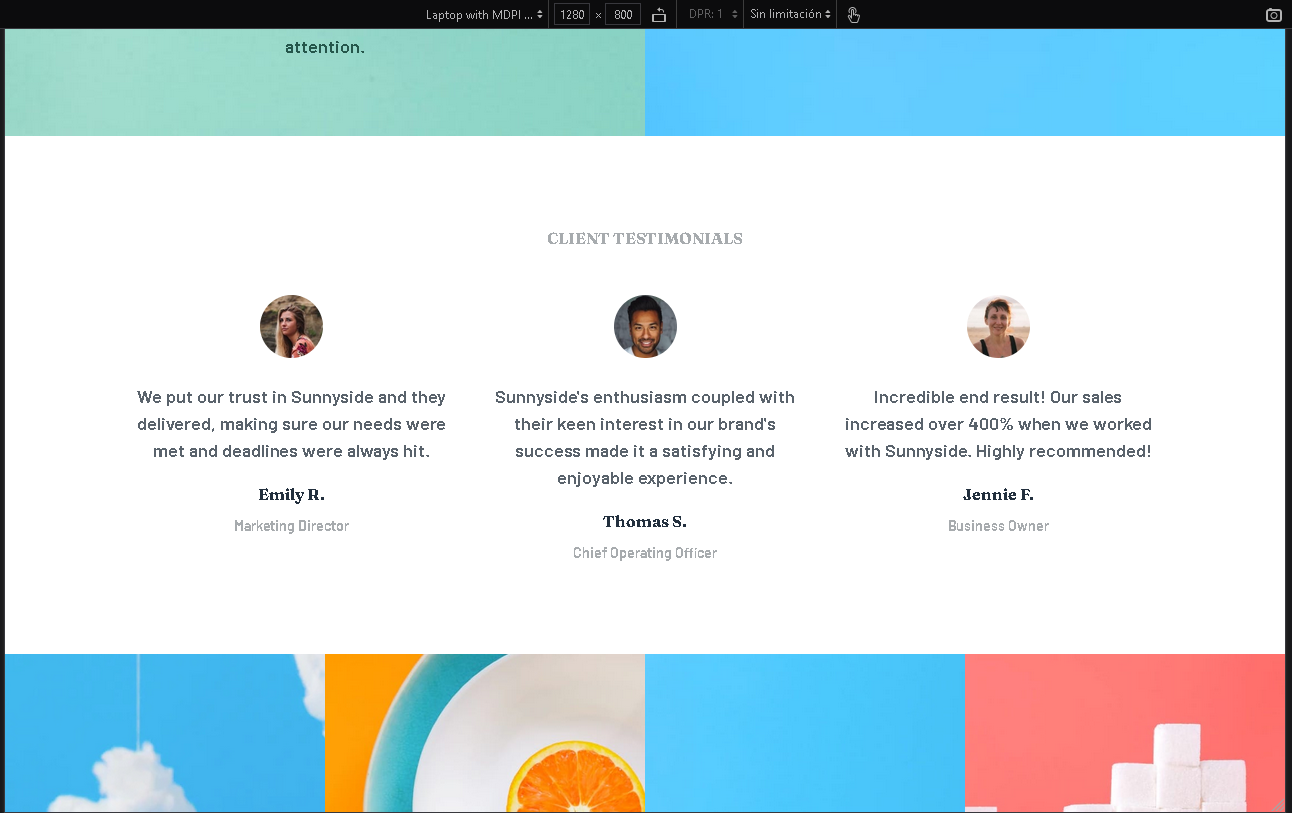 Laptop with MDPI ... 1280 × 800 DPR: 1 Sin limitación
attention.
CLIENT TESTIMONIALS
We put our trust in Sunnyside and they
delivered, making sure our needs were
met and deadlines were always hit.
Emily R.
Marketing Director
Sunnyside's enthusiasm coupled with
their keen interest in our brand's
success made it a satisfying and
enjoyable experience.
Thomas S.
Chief Operating Officer
Incredible end result! Our sales
increased over 400% when we worked
with Sunnyside. Highly recommended!
Jennie F.
Business Owner